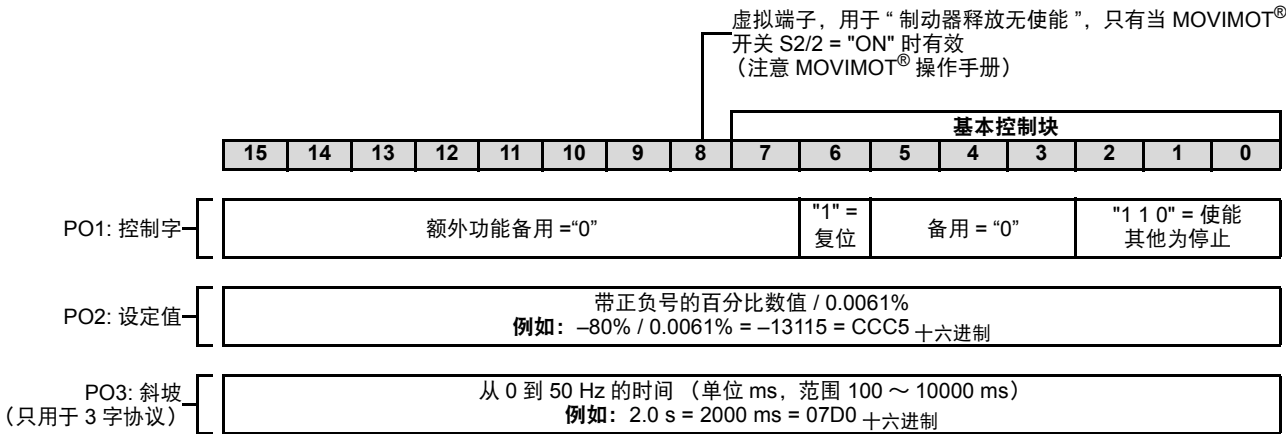 虚拟端子，用于 “ 制动器释放无使能 ”，只有当 MOVIMOT®
开关 S2/2 = "ON" 时有效
（注意 MOVIMOT® 操作手册）
基本控制块
15 14 13 12 11 10 9 8 7 6 5 4 3 2 1 0
PO1: 控制字
额外功能备用 =“0”
"1" =
复位
备用 = “0”
"1 1 0" = 使能
其他为停止
PO2: 设定值
带正负号的百分比数值 / 0.0061%
例如：–80% / 0.0061% = –13115 = CCC5 十六进制
PO3: 斜坡
（只用于 3 字协议）
从 0 到 50 Hz 的时间 （单位 ms，范围 100 ～ 10000 ms）
例如：2.0 s = 2000 ms = 07D0 十六进制